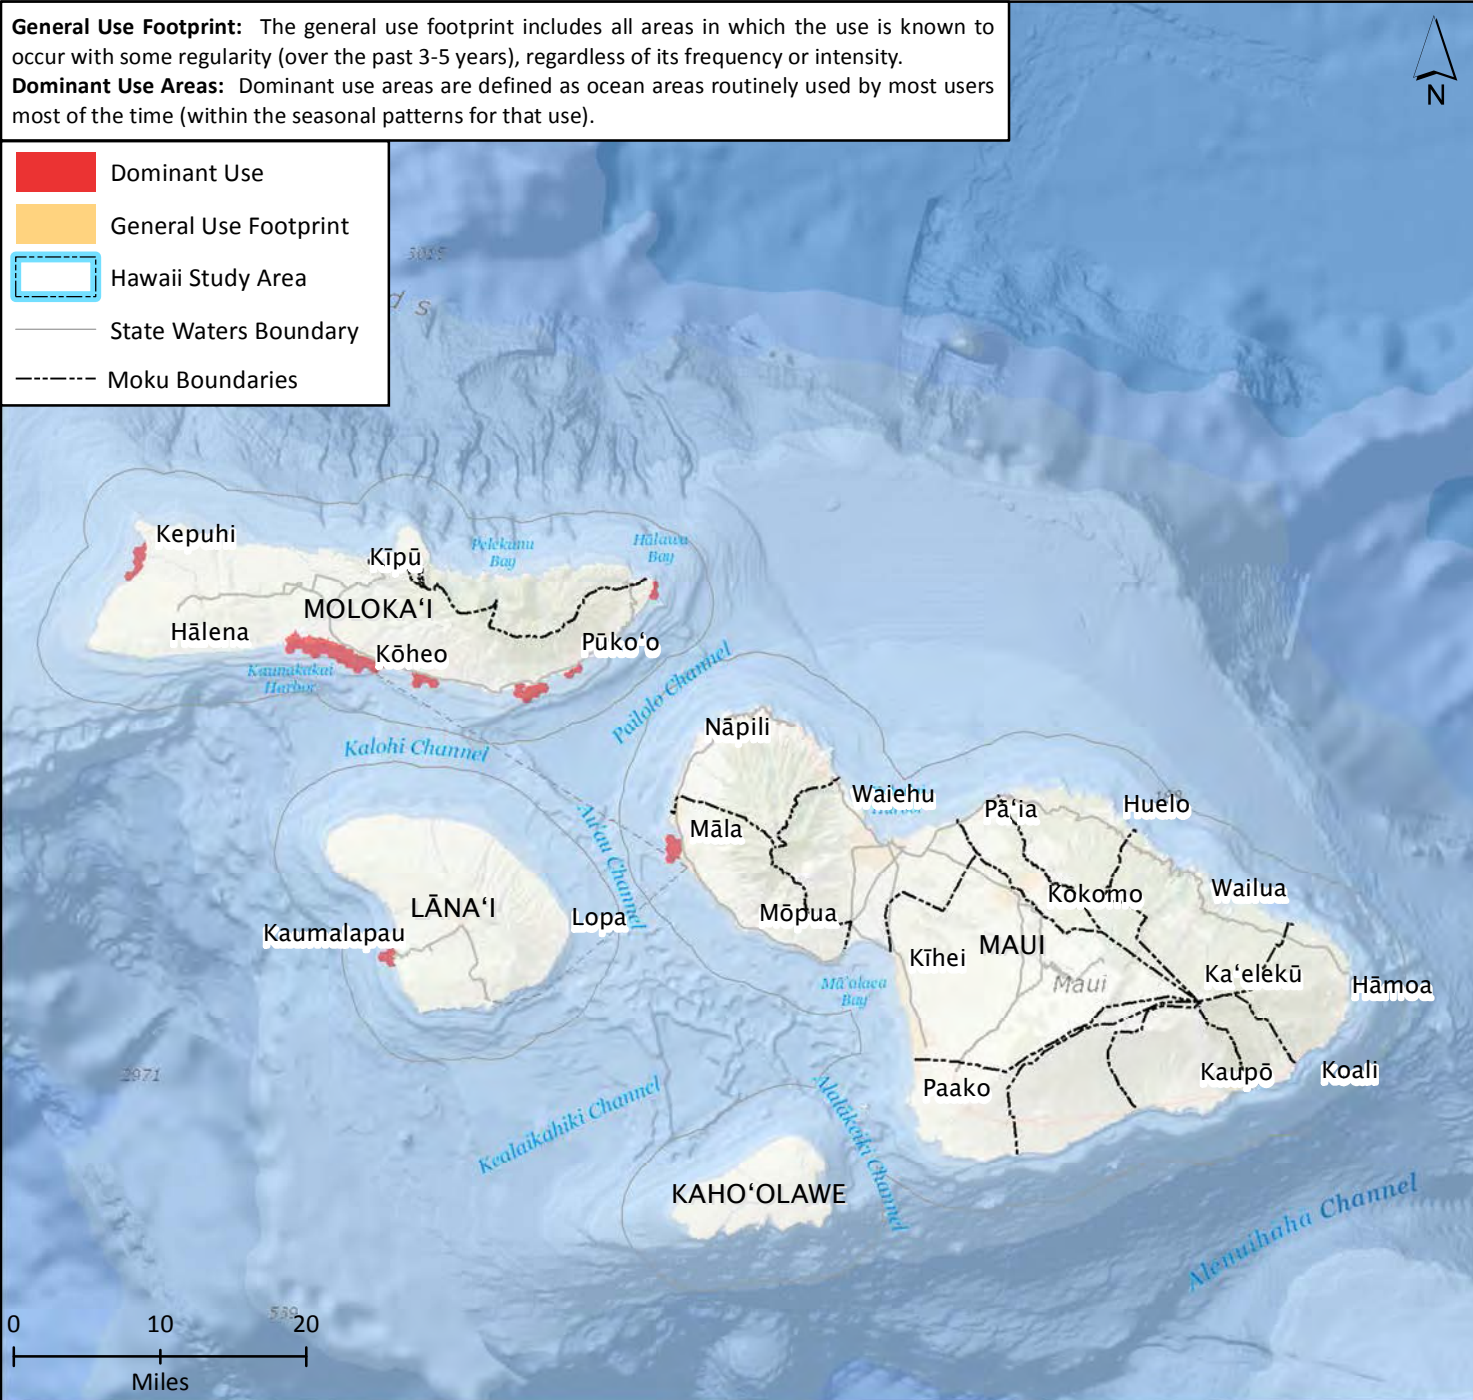 General Use Footprint: The general use footprint includes all areas in which the use is known to
occur with some regularity (over the past 3-5 years), regardless of its frequency or intensity.
Dominant Use Areas: Dominant use areas are defined as ocean areas routinely used by most users
most of the time (within the seasonal patterns for that use).
N
Dominant Use
General Use Footprint
Hawaii Study Area
State Waters Boundary
Moku Boundaries
3015
d s
Kepuhi
Kīpū
Pelekunu
Bay
Hālawa
Bay
MOLOKAʻI
Hālena
Kōheo
Pūkoʻo
Kaunakakai
Harbor
Kalohi Channel
Pailolo Channel
Nāpili
Waiehu
Pāʻia
Huelo
Māla
Auʻau Channel
Kōkomo
Wailua
LĀNAʻI
Lopa
Mōpua
Kaumalapau
Kīhei
MAUI
Maui
Kaʻelekū
Hāmoa
Māʻalaea
Bay
2971
Paako
Kaupō
Koali
Kealaikahiki Channel
Alalākeiki Channel
KAHOʻOLAWE
Alenuihaha Channel
539
0 10 20
Miles